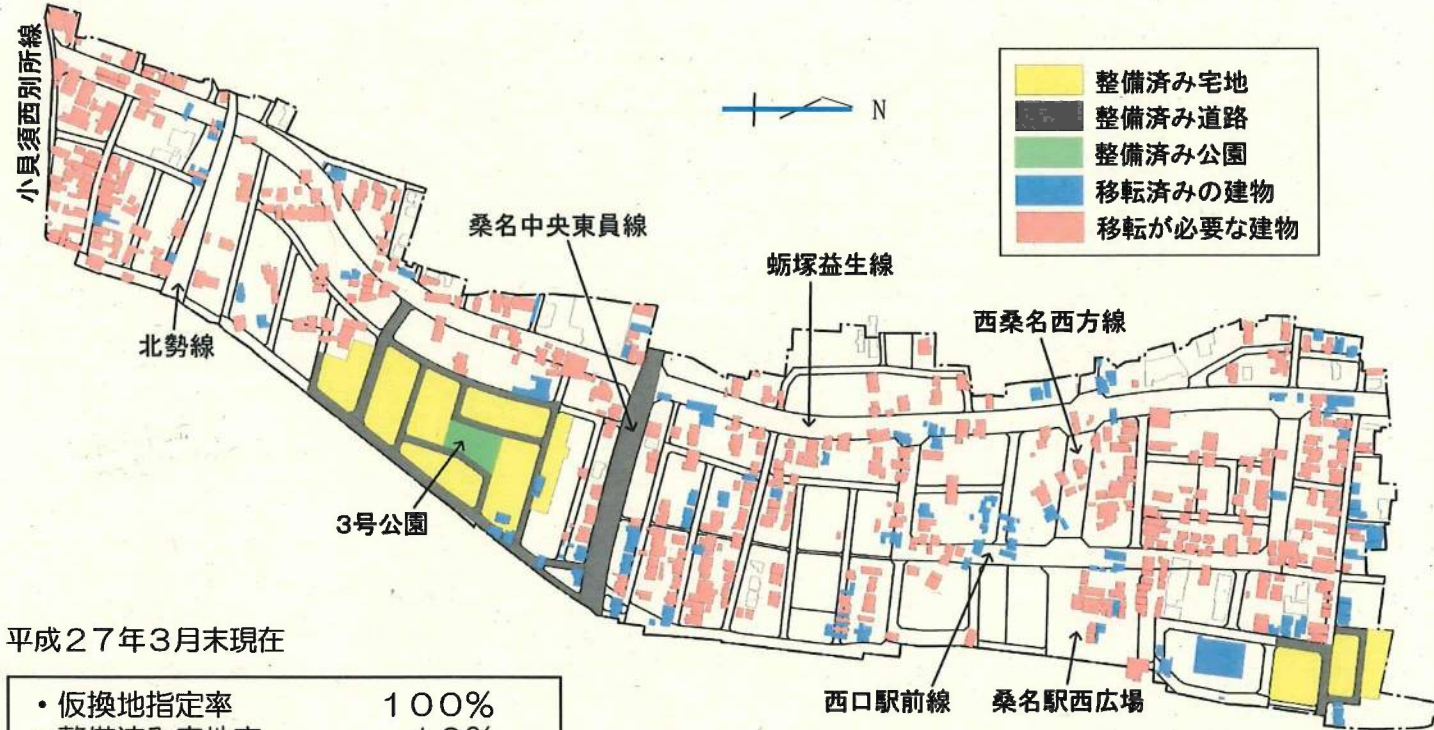 小貝須西別所線
N
整備済み宅地
整備済み道路
整備済み公園
移転済みの建物
移転が必要な建物
桑名中央東員線
蛎塚益生線
西桑名西方線
北勢線
3号公園
平成27年3月末現在
西口駅前線
桑名駅西広場
・仮換地指定率 100%